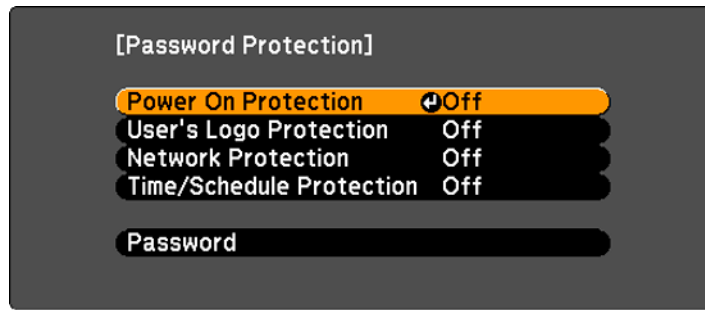 [Password Protection]
Power On Protection Off
User's Logo Protection Off
Network Protection Off
Time/Schedule Protection Off
Password